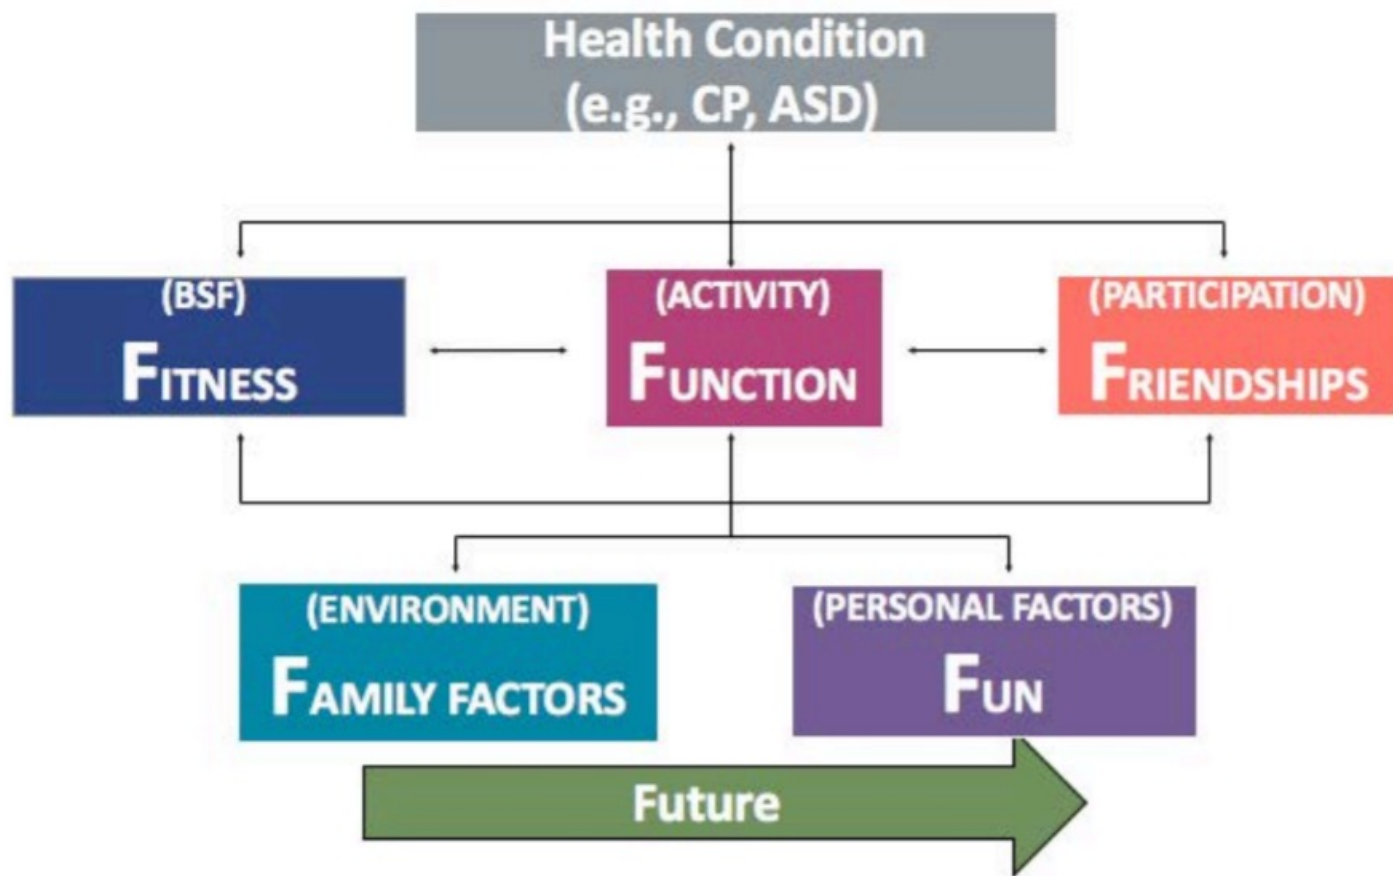 Health Condition
(e.g., CP, ASD)
(BSF)
FITNESS
(ACTIVITY)
FUNCTION
(PARTICIPATION)
FRIENDSHIPS
(ENVIRONMENT)
FAMILY FACTORS
(PERSONAL FACTORS)
FUN
Future